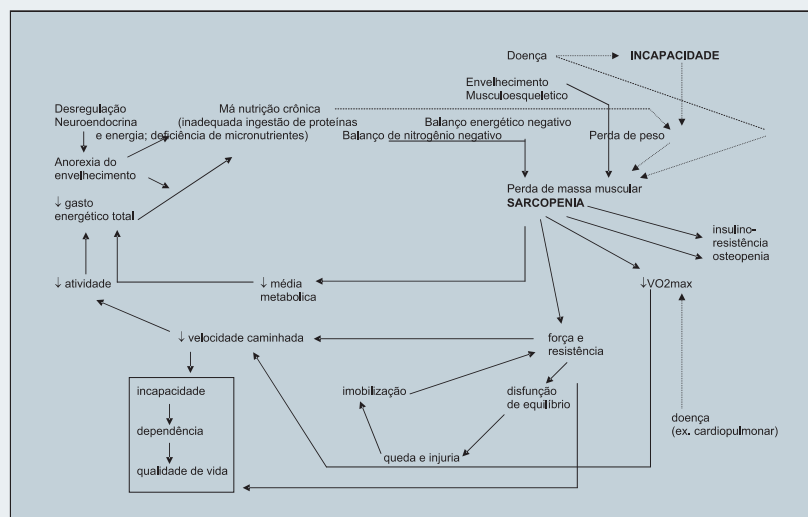 Doença
INCAPACIDADE
Envelhecimento
Musculoesqueletico
Desregulação
Neuroendocrina
Má nutrição crônica
(inadequada ingestão de proteínas
e energia; deficiência de micronutrientes)
Balanço energético negativo
Balanço de nitrogênio negativo
Perda de peso
Anorexia do
envelhecimento
↓ gasto
energético total
Perda de massa muscular
SARCOPENIA
insulino-
resistência
osteopenia
↓ atividade
↓ média
metabolica
↓VO2max
↓ velocidade caminhada
força e
resistência
incapacidade
dependência
qualidade de vida
imobilização
disfunção
de equilíbrio
queda e injuria
doença
(ex. cardiopulmonar)